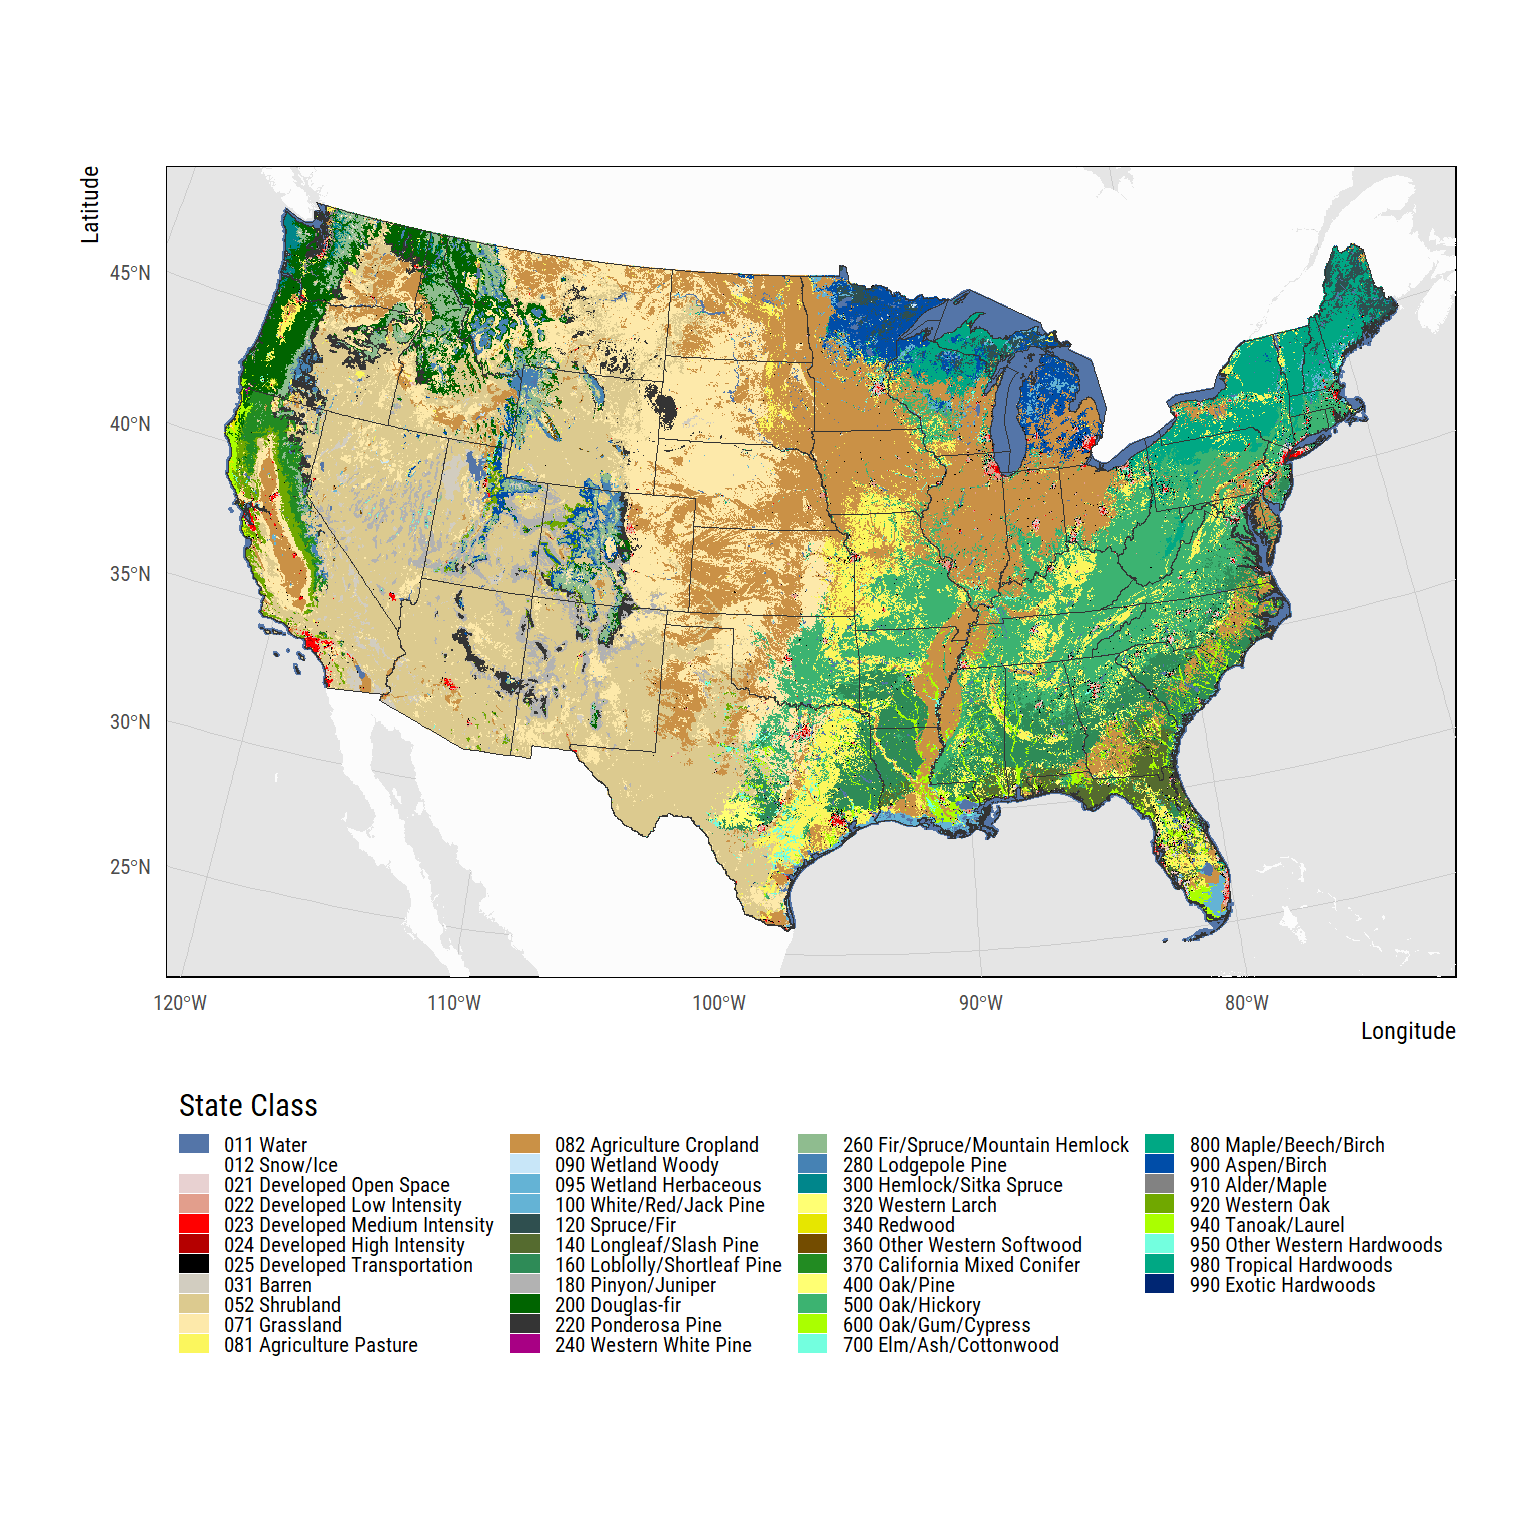 Latitude
45°N
40°N
35°N
30°N
25°N
120°W
110°W
100°W
90°W
80°W
Longitude
State Class
011 Water
012 Snow/Ice
021 Developed Open Space
022 Developed Low Intensity
023 Developed Medium Intensity
024 Developed High Intensity
025 Developed Transportation
031 Barren
052 Shrubland
071 Grassland
081 Agriculture Pasture
082 Agriculture Cropland
090 Wetland Woody
095 Wetland Herbaceous
100 White/Red/Jack Pine
120 Spruce/Fir
140 Longleaf/Slash Pine
160 Loblolly/Shortleaf Pine
180 Pinyon/Juniper
200 Douglas-fir
220 Ponderosa Pine
240 Western White Pine
260 Fir/Spruce/Mountain Hemlock
280 Lodgepole Pine
300 Hemlock/Sitka Spruce
320 Western Larch
340 Redwood
360 Other Western Softwood
370 California Mixed Conifer
400 Oak/Pine
500 Oak/Hickory
600 Oak/Gum/Cypress
700 Elm/Ash/Cottonwood
800 Maple/Beech/Birch
900 Aspen/Birch
910 Alder/Maple
920 Western Oak
940 Tanoak/Laurel
950 Other Western Hardwoods
980 Tropical Hardwoods
990 Exotic Hardwoods